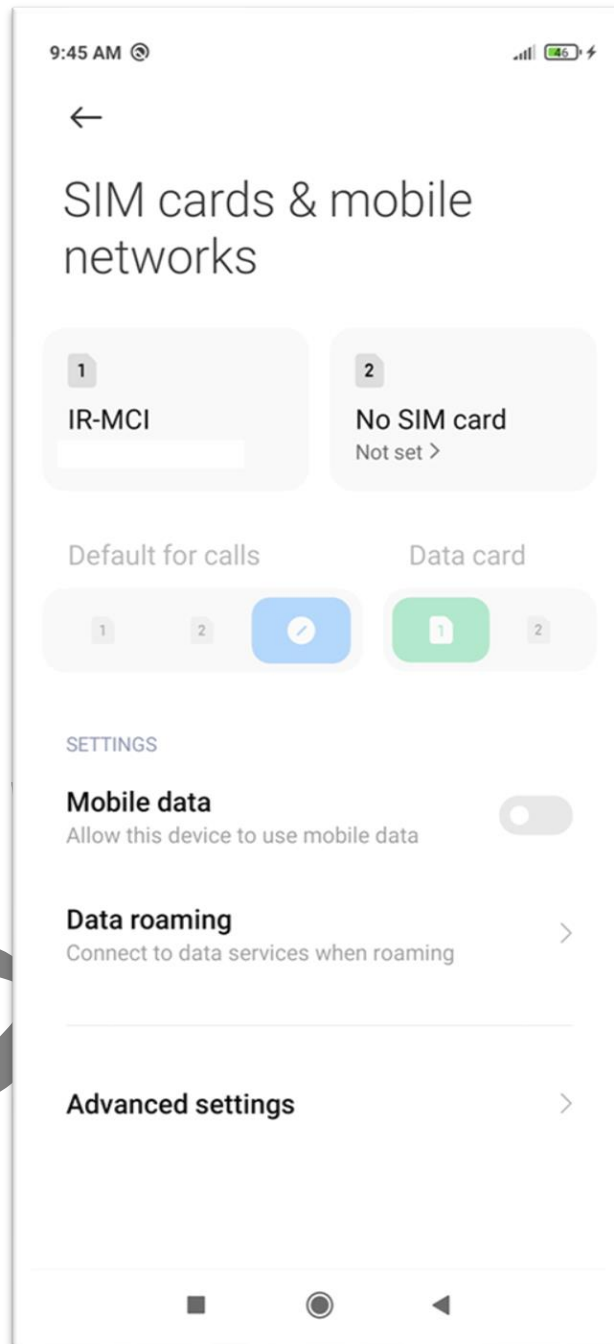 9:45 AM
46
SIM cards & mobile
networks
1
IR-MCI
2
No SIM card
Not set >
Default for calls
Data card
1 2
1 2
SETTINGS
Mobile data
Allow this device to use mobile data
Data roaming
Connect to data services when roaming
Advanced settings